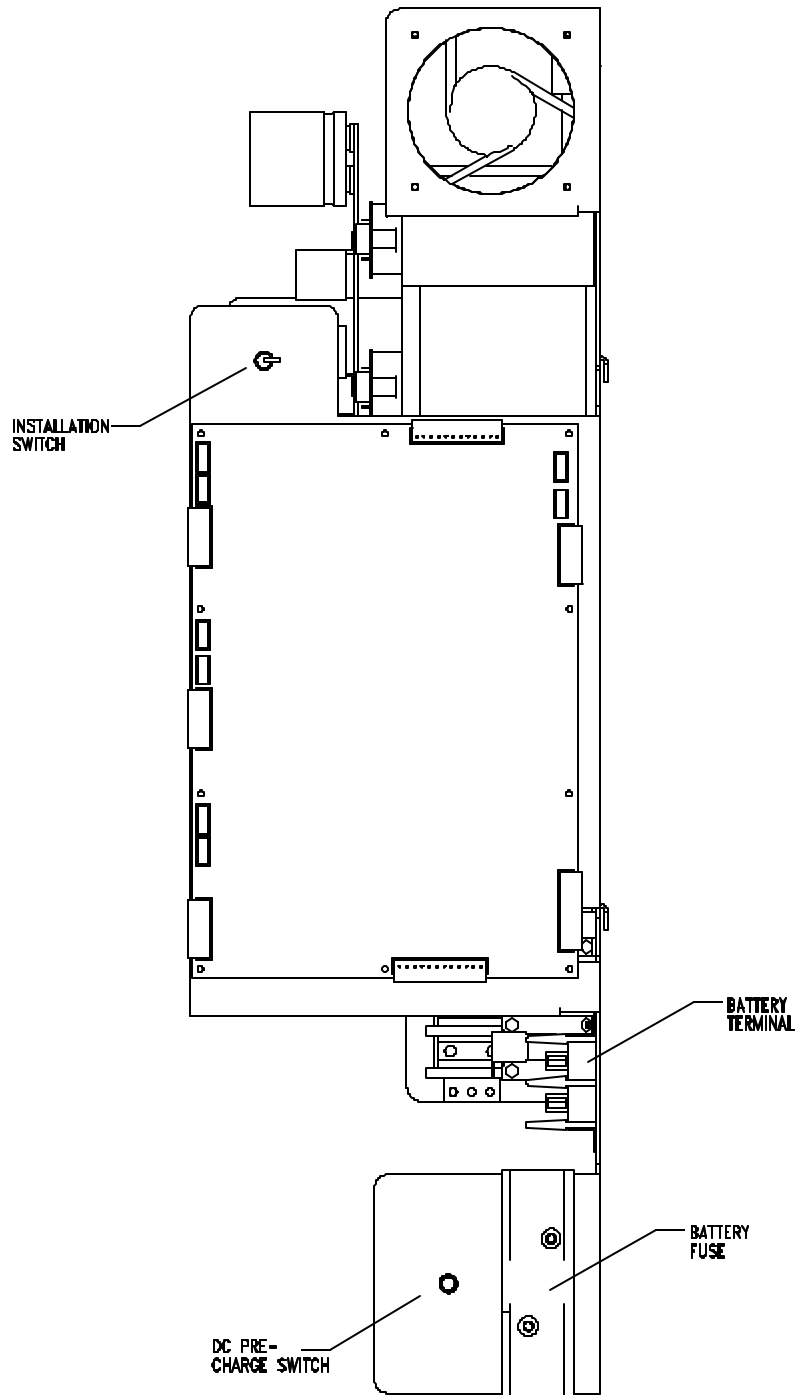 INSTALLATION
SWITCH
BATTERY
TERMINAL
BATTERY
FUSE
DC PRE-
CHARGE SWITCH